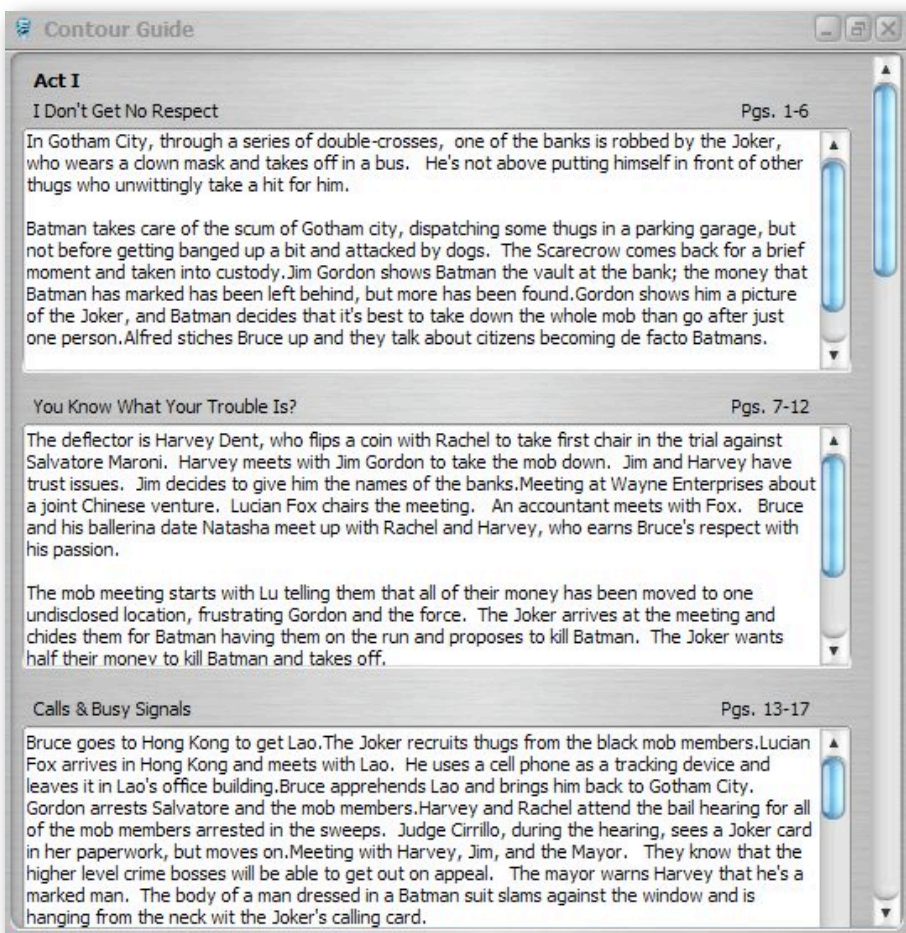 Contour Guide
Act I
I Don't Get No Respect Pgs. 1-6
In Gotham City, through a series of double-crosses, one of the banks is robbed by the Joker,
who wears a clown mask and takes off in a bus. He's not above putting himself in front of other
thugs who unwittingly take a hit for him.
Batman takes care of the scum of Gotham city, dispatching some thugs in a parking garage, but
not before getting banged up a bit and attacked by dogs. The Scarecrow comes back for a brief
moment and taken into custody.Jim Gordon shows Batman the vault at the bank; the money that
Batman has marked has been left behind, but more has been found.Gordon shows him a picture
of the Joker, and Batman decides that it's best to take down the whole mob than go after just
one person.Alfred stiches Bruce up and they talk about citizens becoming de facto Batmans.
You Know What Your Trouble Is? Pgs. 7-12
The deflector is Harvey Dent, who flips a coin with Rachel to take first chair in the trial against
Salvatore Maroni. Harvey meets with Jim Gordon to take the mob down. Jim and Harvey have
trust issues. Jim decides to give him the names of the banks.Meeting at Wayne Enterprises about
a joint Chinese venture. Lucian Fox chairs the meeting. An accountant meets with Fox. Bruce
and his ballerina date Natasha meet up with Rachel and Harvey, who earns Bruce's respect with
his passion.
The mob meeting starts with Lu telling them that all of their money has been moved to one
undisclosed location, frustrating Gordon and the force. The Joker arrives at the meeting and
chides them for Batman having them on the run and proposes to kill Batman. The Joker wants
half their money to kill Batman and takes off.
Calls & Busy Signals Pgs. 13-17
Bruce goes to Hong Kong to get Lao.The Joker recruits thugs from the black mob members.Lucian
Fox arrives in Hong Kong and meets with Lao. He uses a cell phone as a tracking device and
leaves it in Lao's office building.Bruce apprehends Lao and brings him back to Gotham City.
Gordon arrests Salvatore and the mob members.Harvey and Rachel attend the bail hearing for all
of the mob members arrested in the sweeps. Judge Cirrillo, during the hearing, sees a Joker card
in her paperwork, but moves on.Meeting with Harvey, Jim, and the Mayor. They know that the
higher level crime bosses will be able to get out on appeal. The mayor warns Harvey that he's a
marked man. The body of a man dressed in a Batman suit slams against the window and is
hanging from the neck wit the Joker's calling card.